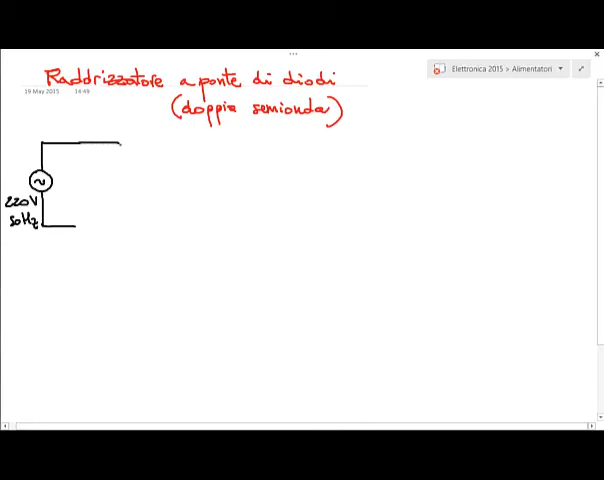 Elettronica 2015 > Alimentatori
Raddrizzatore a ponte di diodi
19 May 2015 14:49
(doppia semionda)
~
220V
50Hz